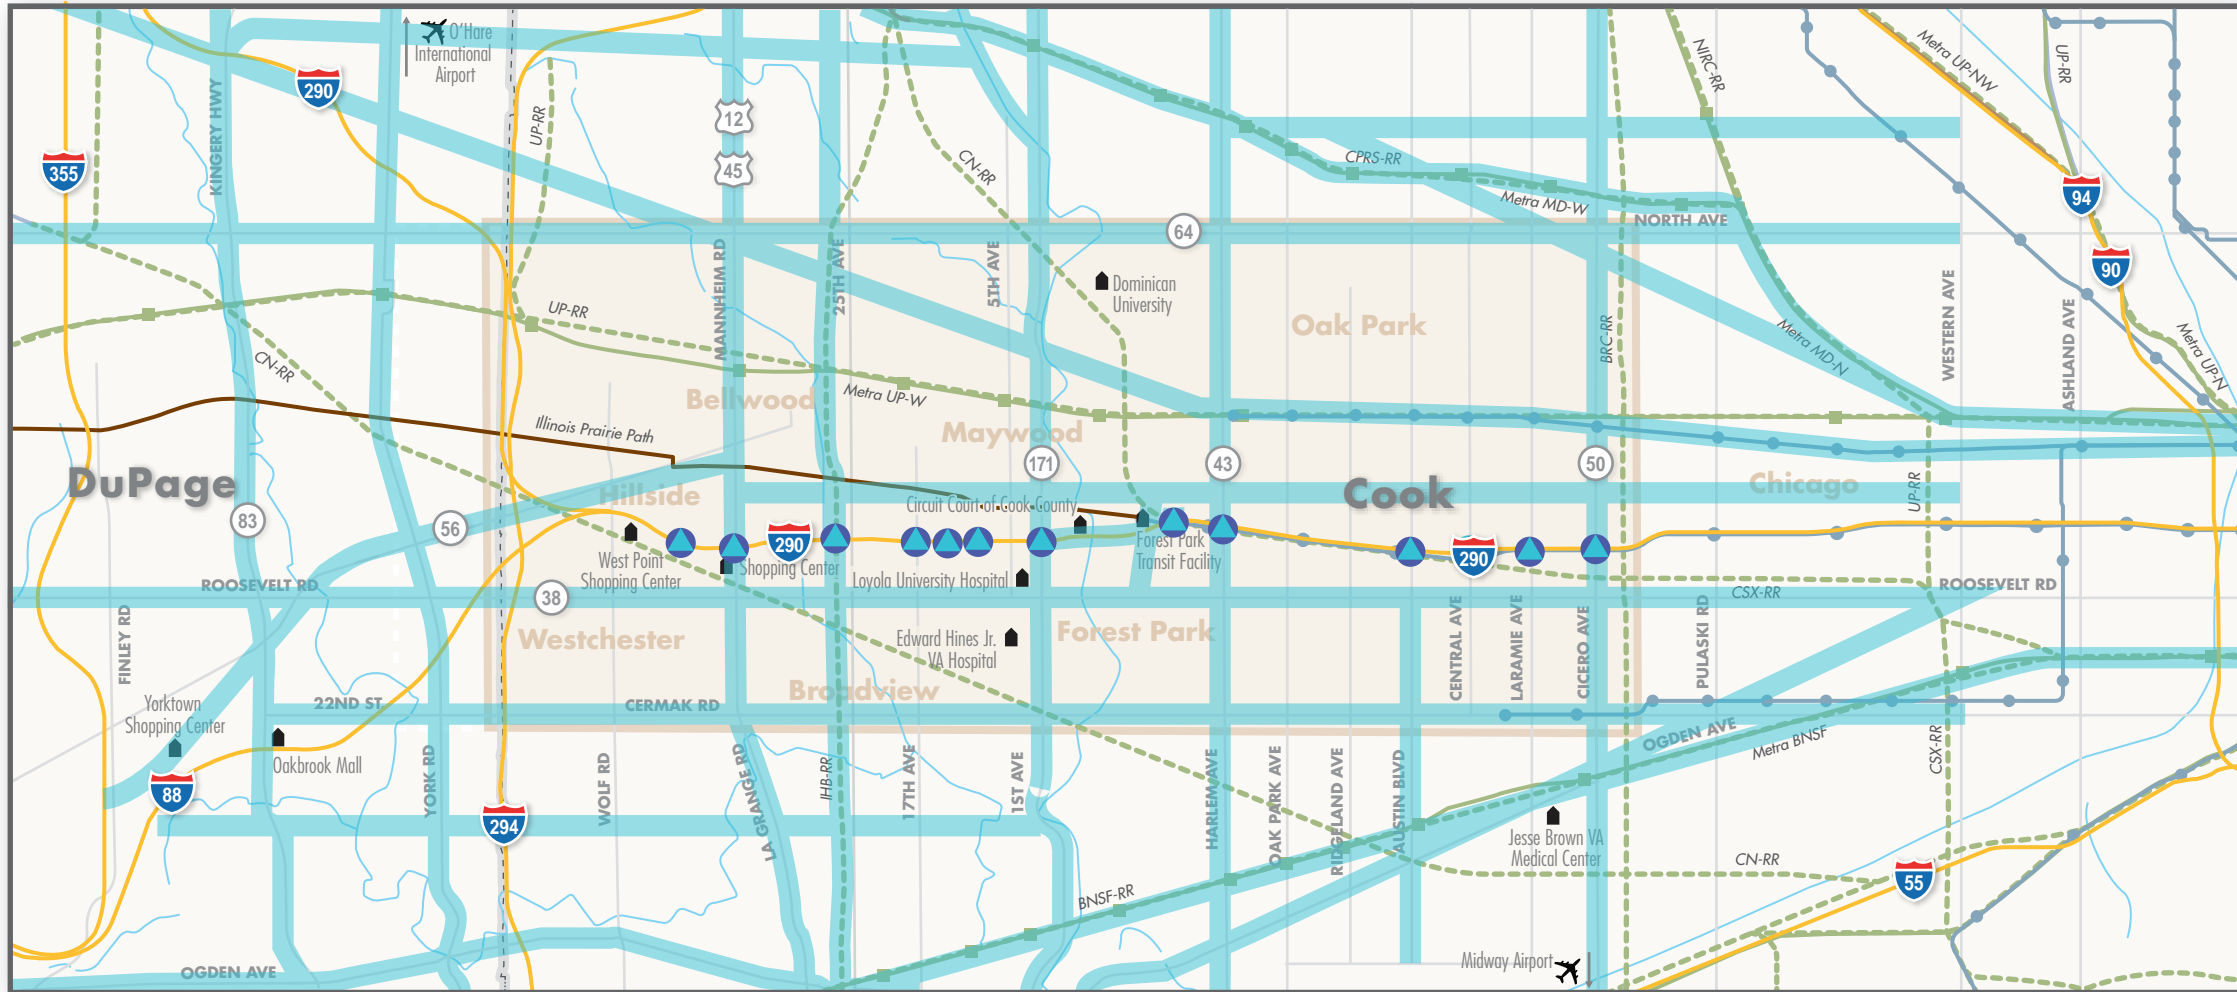 O'Hare
International
Airport
290
355
KINGERY HWY
UP-RR
12
45
CN-RR
CPRS-RR
Metra MD-W
NIRC-RR
Metra UP-NW
UP-RR
94
90
NORTH AVE
64
MANNHEIM RD
25TH AVE
5TH AVE
Dominican
University
Oak Park
BRC-RR
Metra MD-N
WESTERN AVE
ASHLAND AVE
Metra UP-N
UP-RR
CN-RR
Metra UP-W
Bellwood
Maywood
Illinois Prairie Path
DuPage
83
56
Hillside
171
43
50
Cook
Chicago
UP-RR
Circuit Court of Cook County
290
290
West Point
Shopping Center
Shopping Center
Loyola University Hospital
Forest Park
Transit Facility
ROOSEVELT RD
38
CSX-RR
ROOSEVELT RD
FINLEY RD
Westchester
Edward Hines Jr.
VA Hospital
Forest Park
CENTRAL AVE
LARAMIE AVE
CICERO AVE
PULASKI RD
Broadview
Yorktown
Shopping Center
22ND ST
CERMAK RD
OGDEN AVE
Metra BNSF
CSX-RR
Oakbrook Mall
88
YORK RD
294
WOLF RD
LA GRANGE RD
IHB-RR
17TH AVE
1ST AVE
HARLEM AVE
OAK PARK AVE
RIDGELAND AVE
AUSTIN BLVD
Jesse Brown VA
Medical Center
CN-RR
55
BNSF-RR
OGDEN AVE
Midway Airport